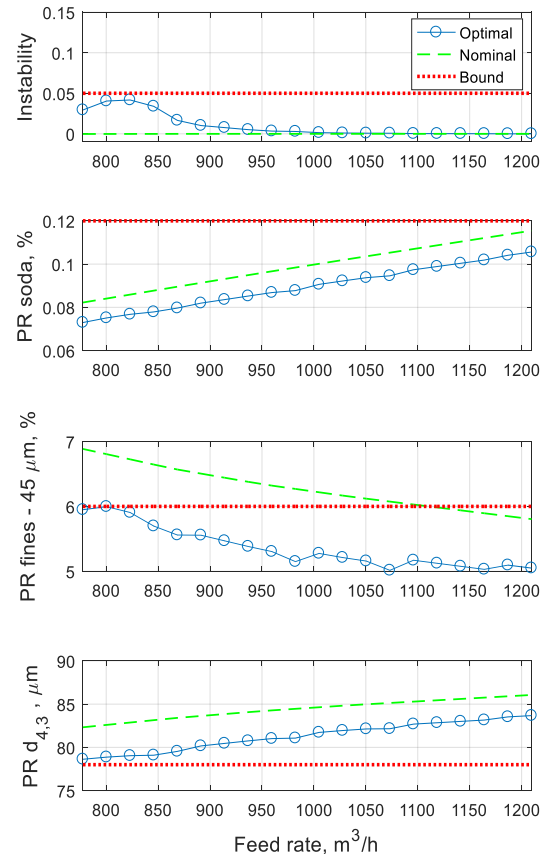 0.15
0.1
0.05
0
Instability
Optimal
Nominal
Bound
800 850 900 950 1000 1050 1100 1150 1200
0.12
0.1
0.08
0.06
PR soda, %
800 850 900 950 1000 1050 1100 1150 1200
7
6
5
PR fines - 45 μm, %
800 850 900 950 1000 1050 1100 1150 1200
90
85
80
75
PR d4,3 , μm
800 850 900 950 1000 1050 1100 1150 1200
Feed rate, m³/h